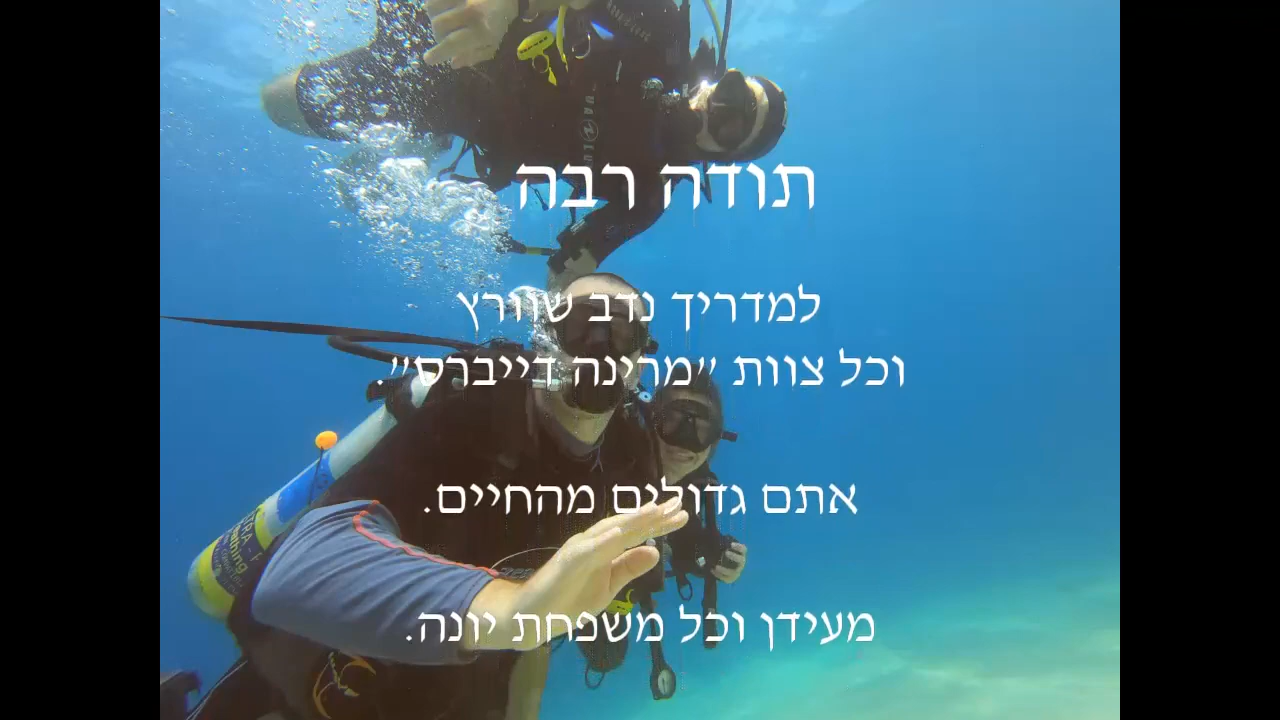 תודה רבה
למדריך נדב שוורץ
וכל צוות "מרינה דייברס".
אתם גדולים מהחיים.
מעידן וכל משפחת יונה.